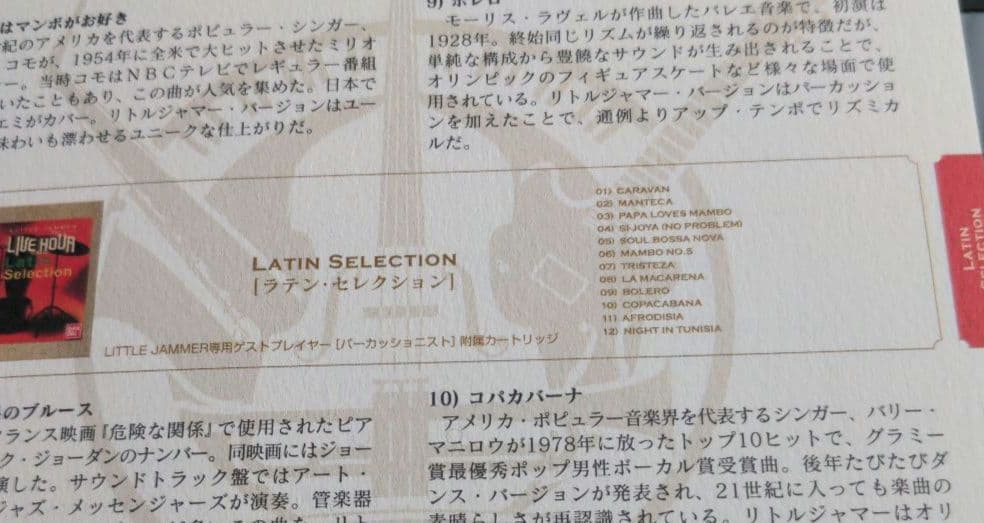 はマンボがお好き
紀のアメリカを代表するポピュラー・シンガー、
コモが、1954年に全米で大ヒットさせたミリオ
ー。当時コモはNBCテレビでレギュラー番組
いたこともあり、この曲が人気を集めた。日本で
エミがカバー。リトルジャマー・バージョンはユー
味わいも漂わせるユニークな仕上がりだ。
9) ボレロ
モーリス・ラヴェルが作曲したバレエ音楽で、初演は
1928年。終始同じリズムが繰り返されるのが特徴だが、
単純な構成から豊饒なサウンドが生み出されることで、
オリンピックのフィギュアスケートなど様々な場面で使
用されている。リトルジャマー・バージョンはパーカッショ
ンを加えたことで、通例よりアップ・テンポでリズミカ
ルだ。
LIVE HOUR
Selection
LATIN SELECTION
[ラテン・セレクション]
LITTLE JAMMER専用ゲストプレイヤー [パーカッショニスト] 附属カートリッジ
01) CARAVAN
02) MANTECA
03) PAPA LOVES MAMBO
04) SI JOYA (NO PROBLEM)
05) SOUL BOSSA NOVA
06) MAMBO NO.5
07) TRISTEZA
08) LA MACARENA
09) BOLERO
10) COPACABANA
11) AFRODISIA
12) NIGHT IN TUNISIA
LATIN
SELECTION
のブルース
フランス映画『危険な関係』で使用されたピア
ク・ジョーダンのナンバー。同映画にはジョー
演した。サウンドトラック盤ではアート・
ジャズ・メッセンジャーズが演奏。管楽器
10) コパカバーナ
アメリカ・ポピュラー音楽界を代表するシンガー、バリー・
マニロウが1978年に放ったトップ10ヒットで、グラミー
賞最優秀ポップ男性ボーカル賞受賞曲。後年たびたびダ
ンス・バージョンが発表され、21世紀に入っても楽曲の
素晴らしさが再認識されている。リトルジャマーはオリ